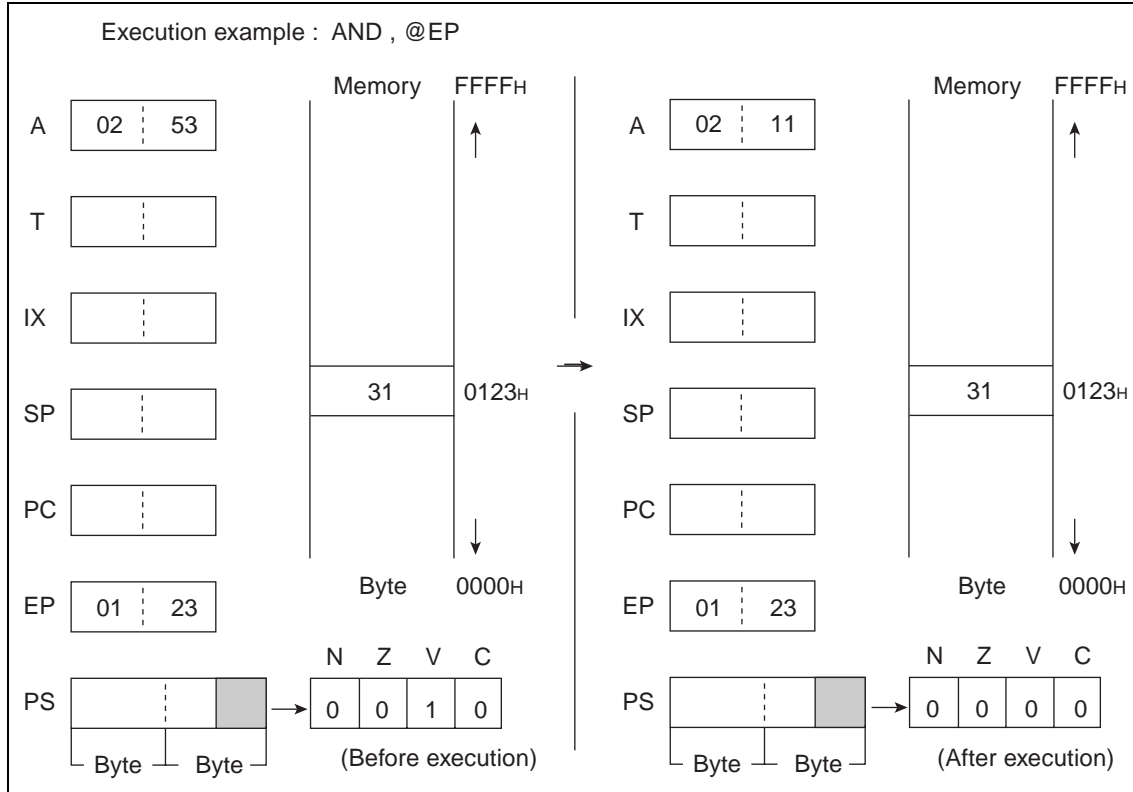 Execution example : AND , @EP
Memory FFFFH
A 02 53
T
IX
31 0123H
SP
PC
Byte 0000H
EP 01 23
N Z V C
PS 0 0 1 0
Byte Byte (Before execution)
Memory FFFFH
A 02 11
T
IX
31 0123H
SP
PC
Byte 0000H
EP 01 23
N Z V C
PS 0 0 0 0
Byte Byte (After execution)